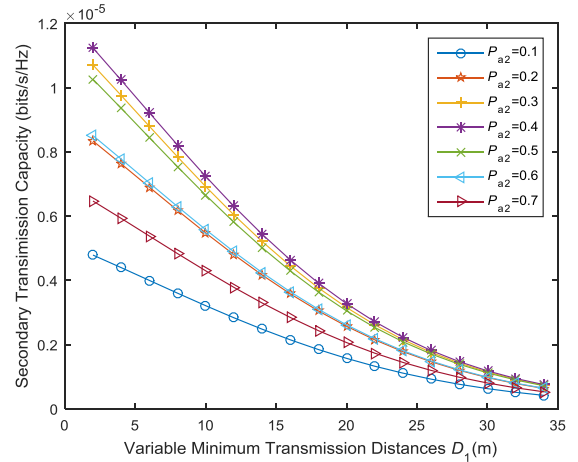 × 10⁻⁵
1.2
1
0.8
0.6
0.4
0.2
0
0 5 10 15 20 25 30 35
Secondary Transmission Capacity (bits/s/Hz)
Variable Minimum Transmission Distances D₁(m)
Pₐ₂=0.1
Pₐ₂=0.2
Pₐ₂=0.3
Pₐ₂=0.4
Pₐ₂=0.5
Pₐ₂=0.6
Pₐ₂=0.7